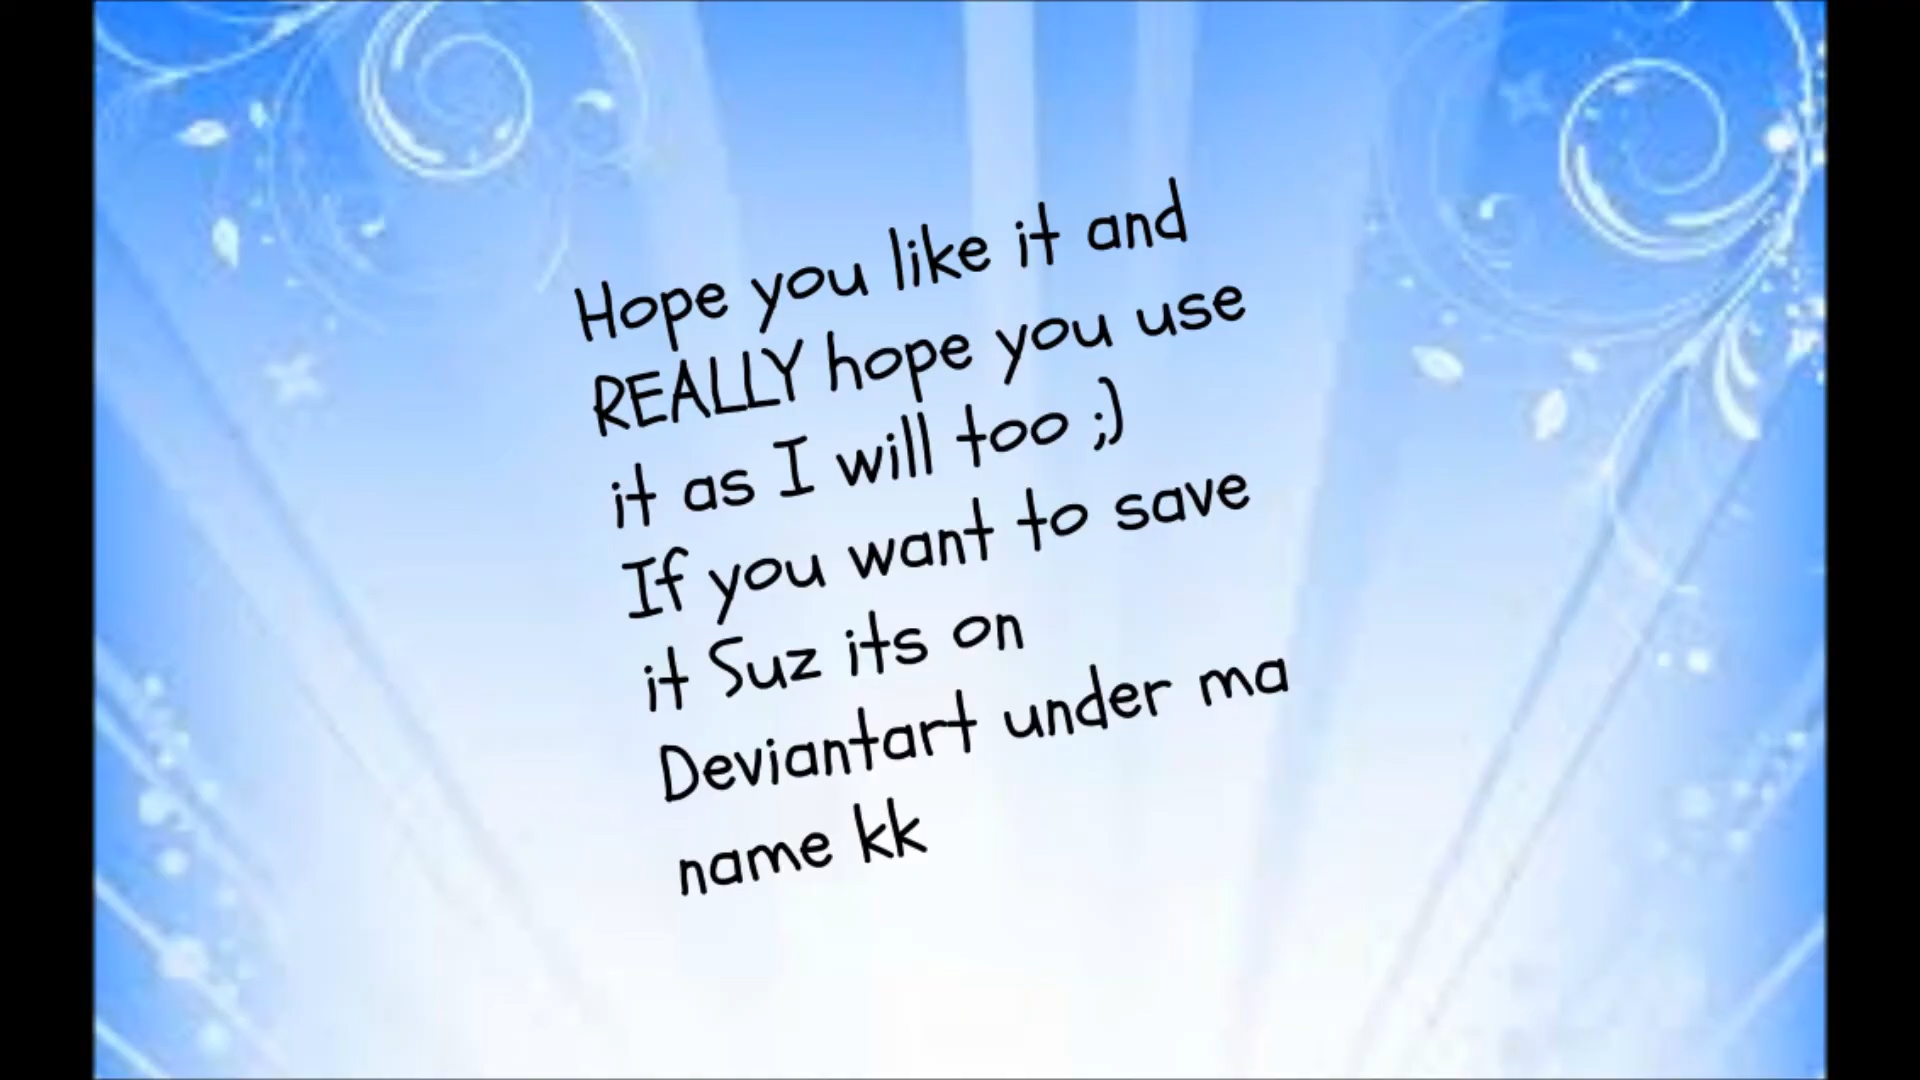 Hope you like it and
REALLY hope you use
it as I will too ;)
If you want to save
it Suz its on
Deviantart under ma
name kk